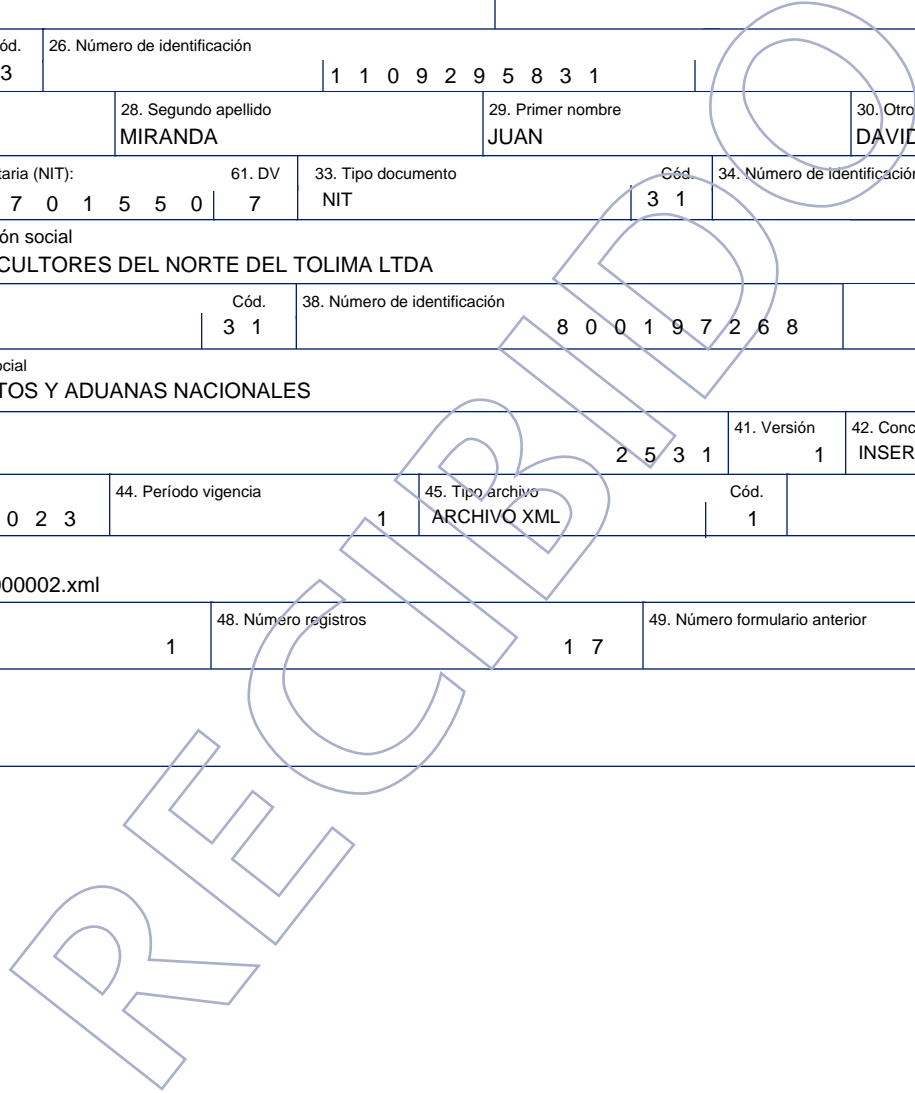 ód. 26. Número de identificación
3 1 1 0 9 2 9 5 8 3 1
28. Segundo apellido 29. Primer nombre 30. Otro
MIRANDA JUAN DAVID
taria (NIT): 61. DV 33. Tipo documento Cód. 34. Número de identificación
7 0 1 5 5 0 7 NIT 3 1
ón social
CULTORES DEL NORTE DEL TOLIMA LTDA
Cód. 38. Número de identificación
3 1 8 0 0 1 9 7 2 6 8
ocial
TOS Y ADUANAS NACIONALES
41. Versión 42. Conc
2 5 3 1 1 INSER
44. Período vigencia 45. Tipo archivo Cód.
0 2 3 1 ARCHIVO XML 1
000002.xml
48. Número registros 49. Número formulario anterior
1 1 7
RECIBIDO